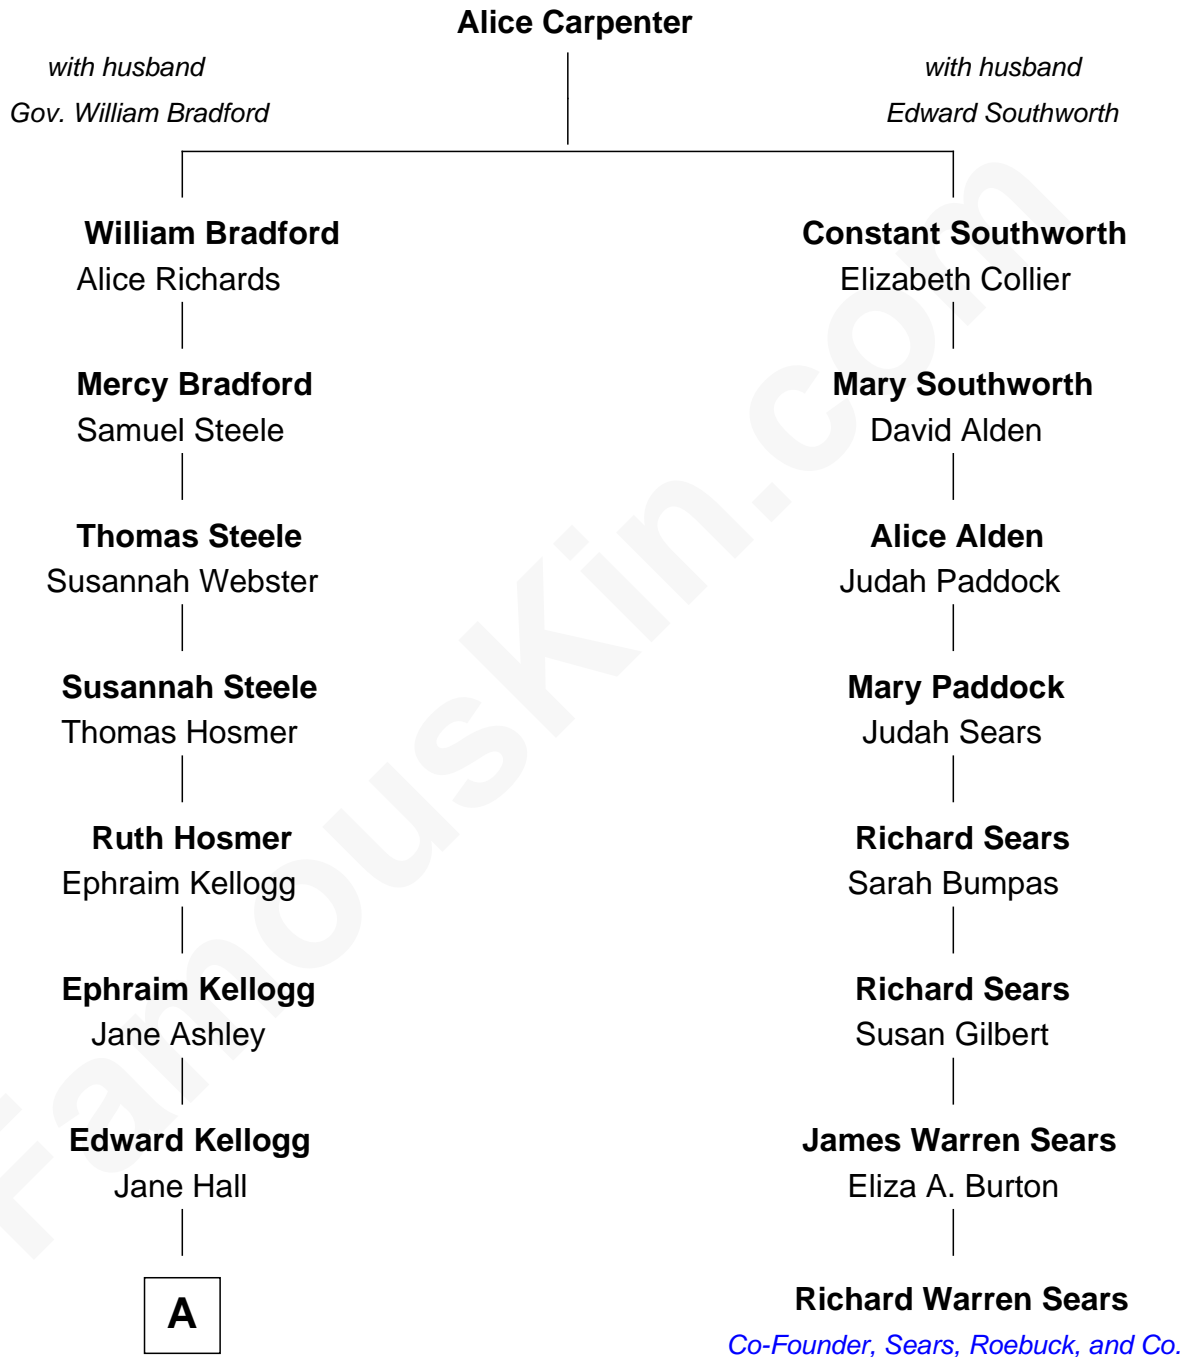 Alice Carpenter
with husband
Gov. William Bradford
with husband
Edward Southworth
William Bradford
Alice Richards
Mercy Bradford
Samuel Steele
Thomas Steele
Susannah Webster
Susannah Steele
Thomas Hosmer
Ruth Hosmer
Ephraim Kellogg
Ephraim Kellogg
Jane Ashley
Edward Kellogg
Jane Hall
A
Constant Southworth
Elizabeth Collier
Mary Southworth
David Alden
Alice Alden
Judah Paddock
Mary Paddock
Judah Sears
Richard Sears
Sarah Bumpas
Richard Sears
Susan Gilbert
James Warren Sears
Eliza A. Burton
Richard Warren Sears
Co-Founder, Sears, Roebuck, and Co.
FamousKin.com